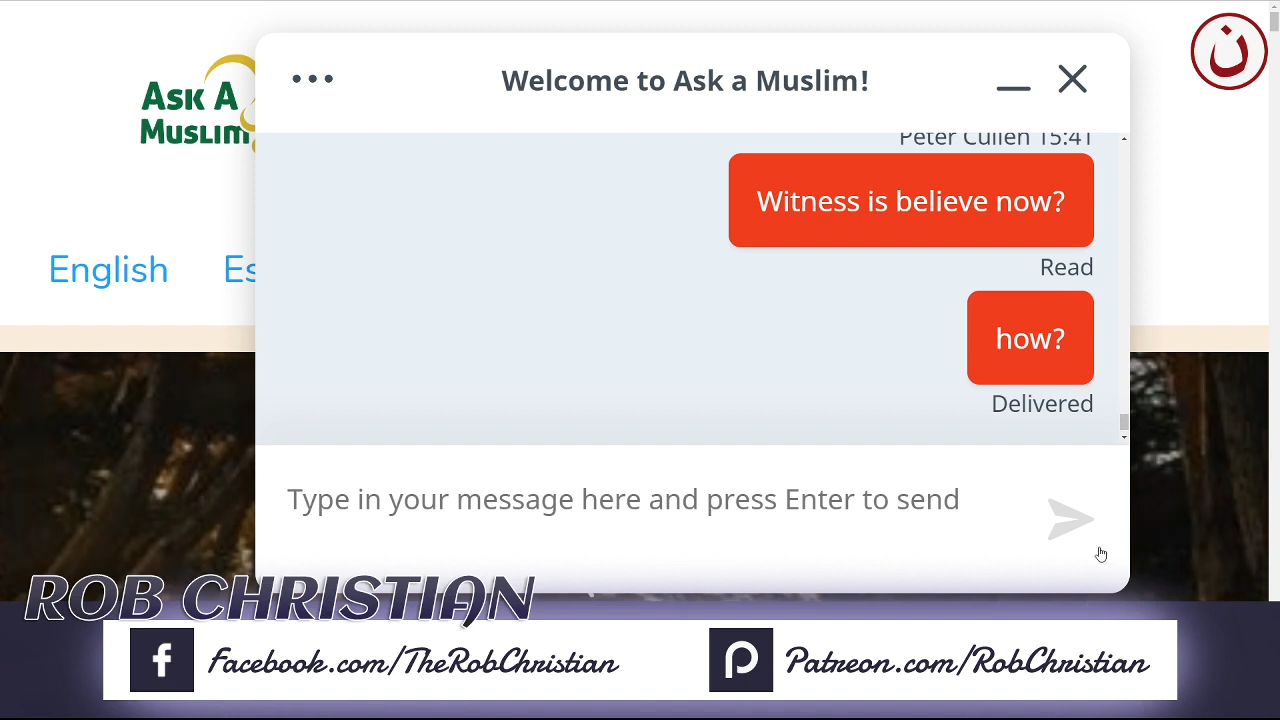 ن
ASK A
MUSLIM
Welcome to Ask a Muslim!
Peter Cullen 15:41
Witness is believe now?
Read
English
Es
how?
Delivered
Type in your message here and press Enter to send
ROB CHRISTIAN
Facebook.com/TheRobChristian
Patreon.com/RobChristian